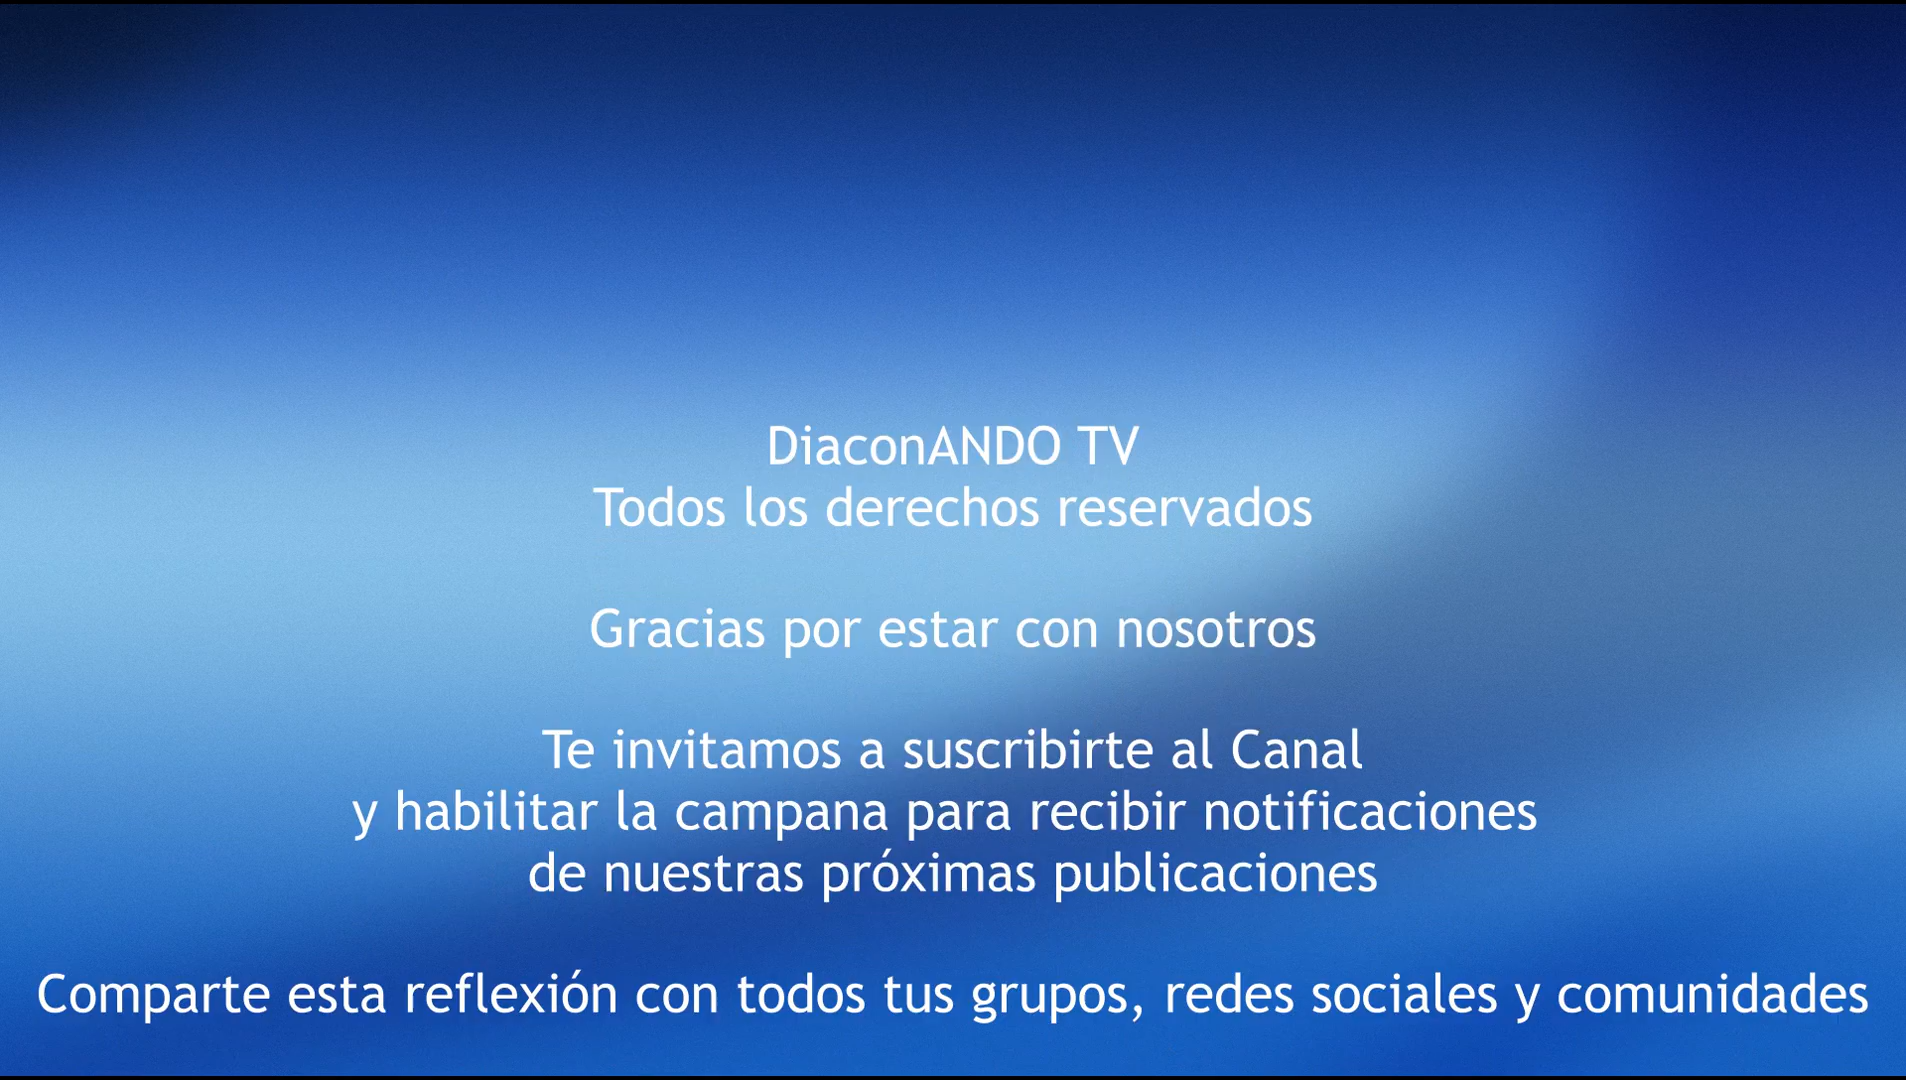 DiaconANDO TV
Todos los derechos reservados
Gracias por estar con nosotros
Te invitamos a suscribirte al Canal
y habilitar la campana para recibir notificaciones
de nuestras próximas publicaciones
Comparte esta reflexión con todos tus grupos, redes sociales y comunidades